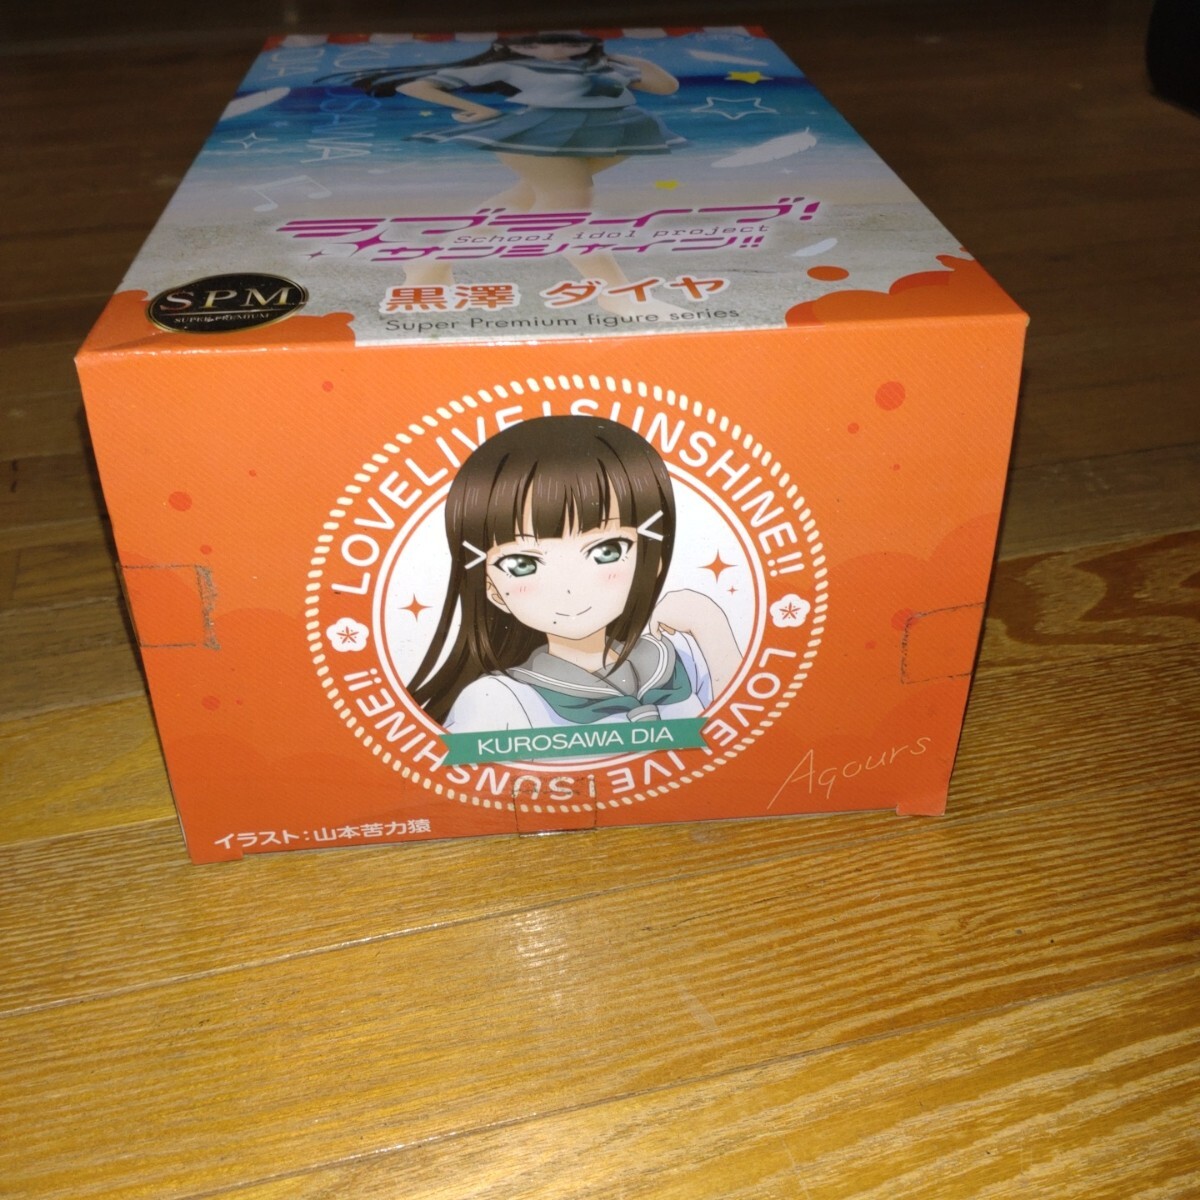 KUROSAWA
DIA
ラブライブ!
School idol project
サンシャイン!!
SPM
SUPER PREMIUM
黒澤 ダイヤ
Super Premium figure series
LOVELIVE! SUNSHINE!!
LOVELIVE! SUNSHINE!!
KUROSAWA DIA
Aqours
イラスト:山本苦力猿